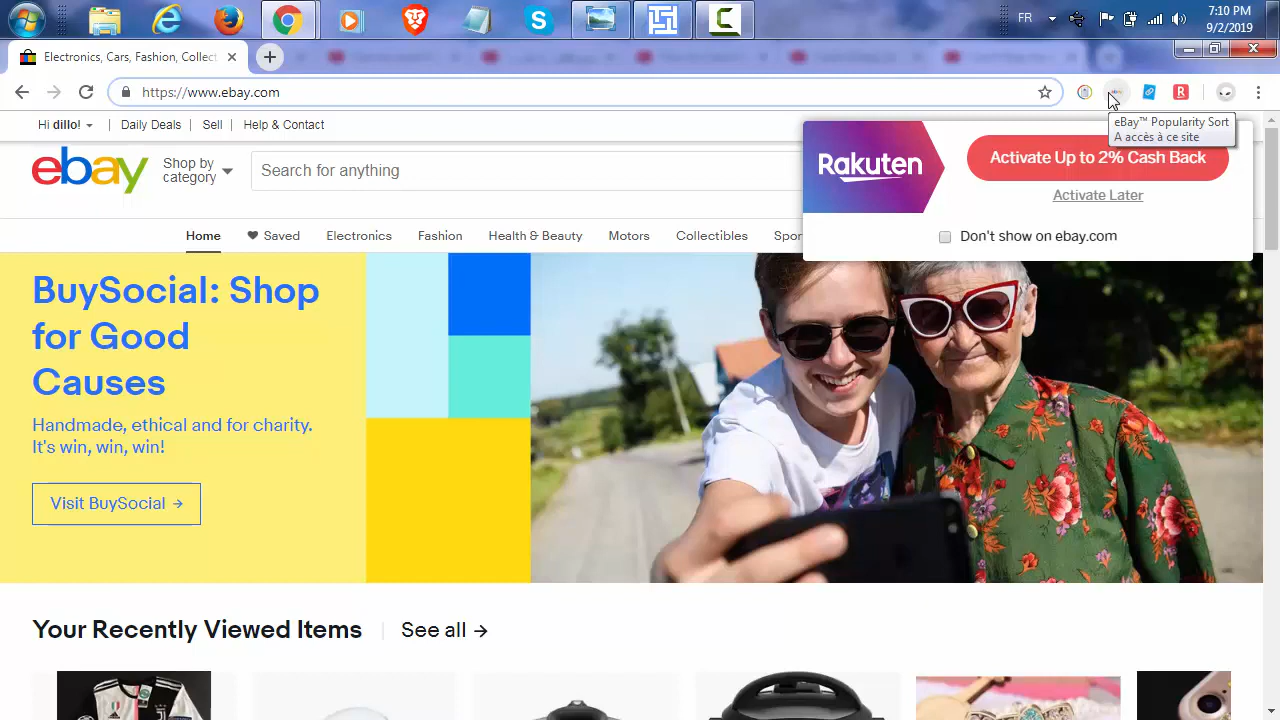 FR
7:10 PM
9/2/2019
Electronics, Cars, Fashion, Collect
https://www.ebay.com
R
eBay™ Popularity Sort
A accès à ce site
Hi dillo!
Daily Deals
Sell
Help & Contact
ebay
Shop by
category
Search for anything
Rakuten
Activate Up to 2% Cash Back
Activate Later
Don't show on ebay.com
Home
Saved
Electronics
Fashion
Health & Beauty
Motors
Collectibles
Spor
BuySocial: Shop
for Good
Causes
Handmade, ethical and for charity.
It's win, win, win!
Visit BuySocial →
Your Recently Viewed Items
See all →